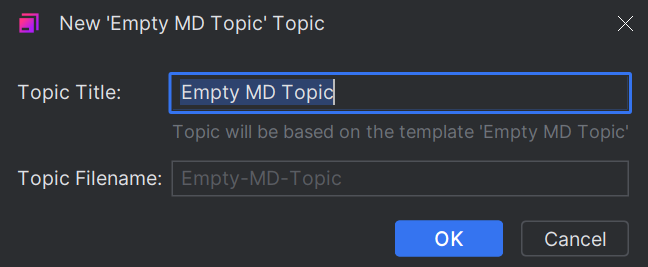 New 'Empty MD Topic' Topic
Topic Title: Empty MD Topic
Topic will be based on the template 'Empty MD Topic'
Topic Filename: Empty-MD-Topic
OK Cancel